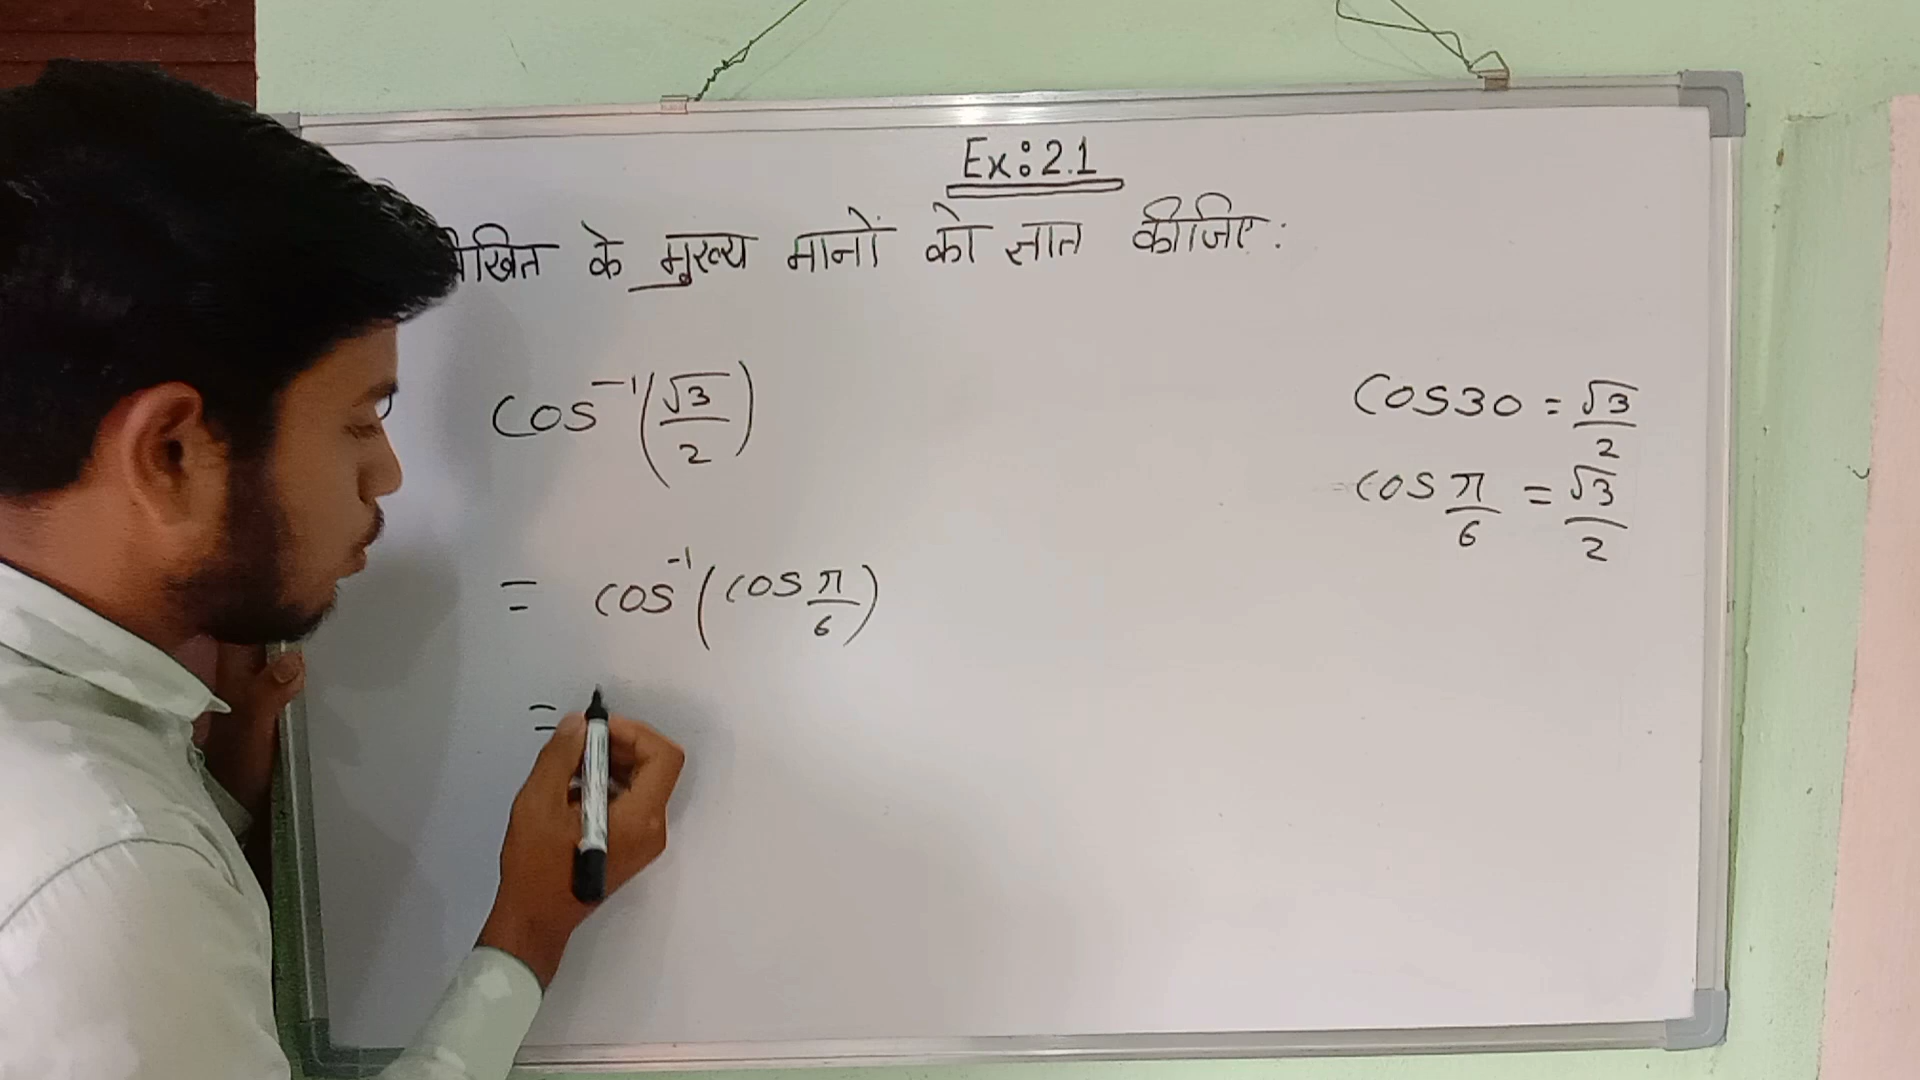 Ex: 2.1
के मुख्य मानों को ज्ञात कीजिए:
cos⁻¹(√3/2)
= cos⁻¹(cos π/6)
=
cos30 = √3/2
cos π/6 = √3/2